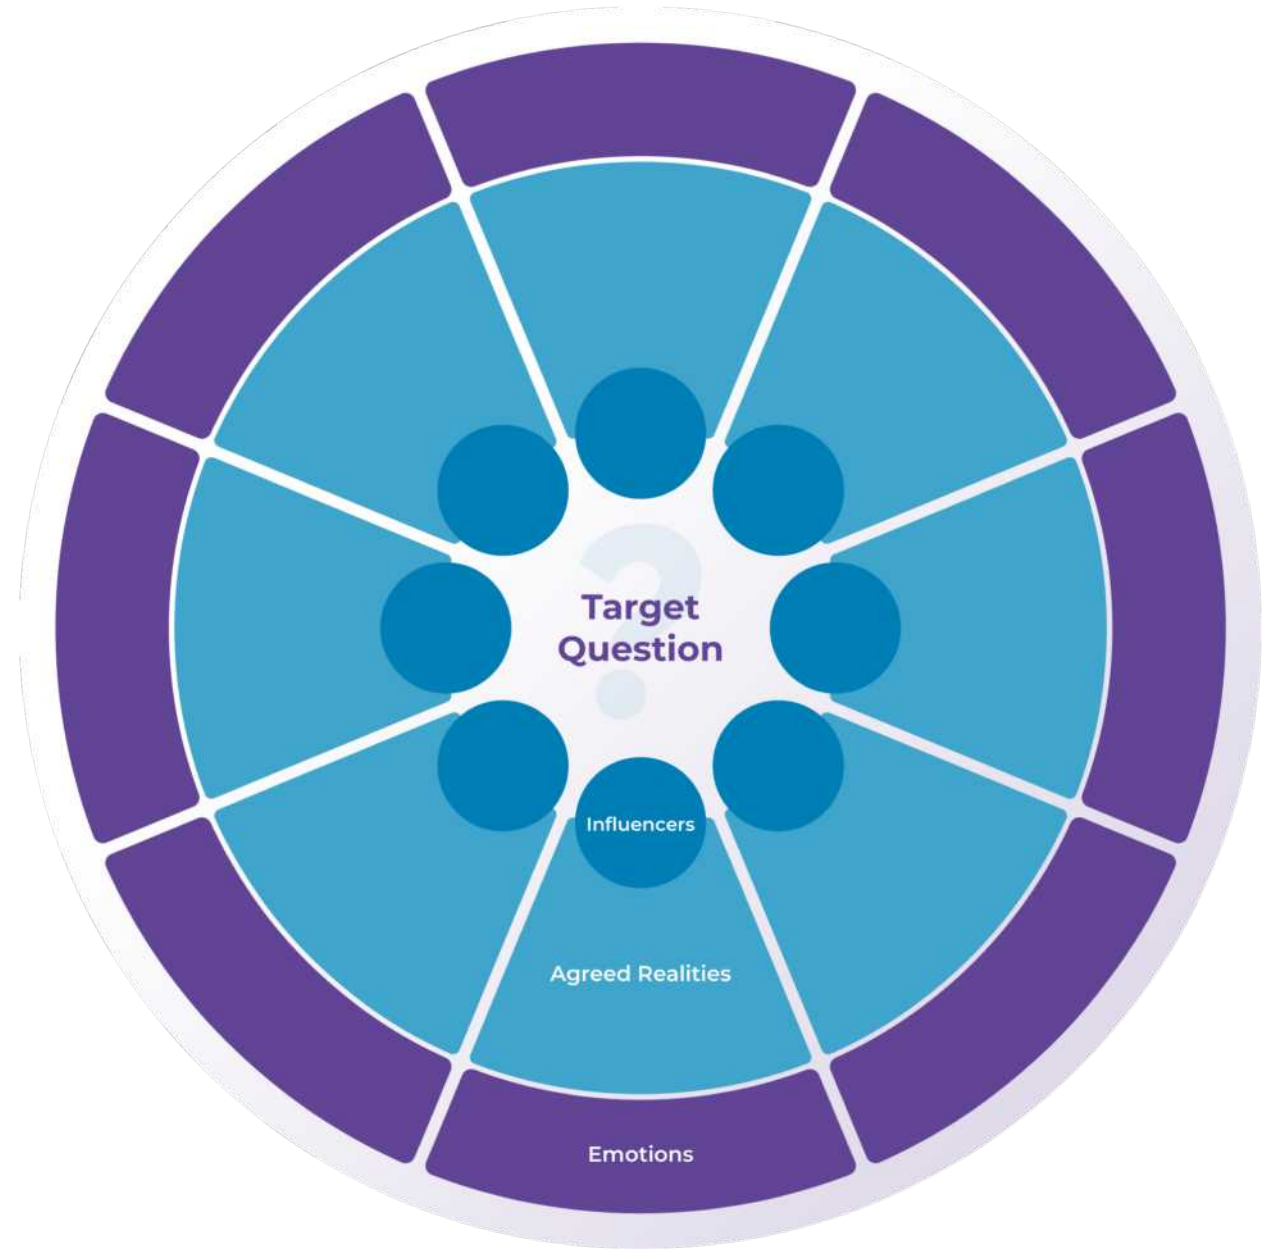 ?
Target
Question
Influencers
Agreed Realities
Emotions